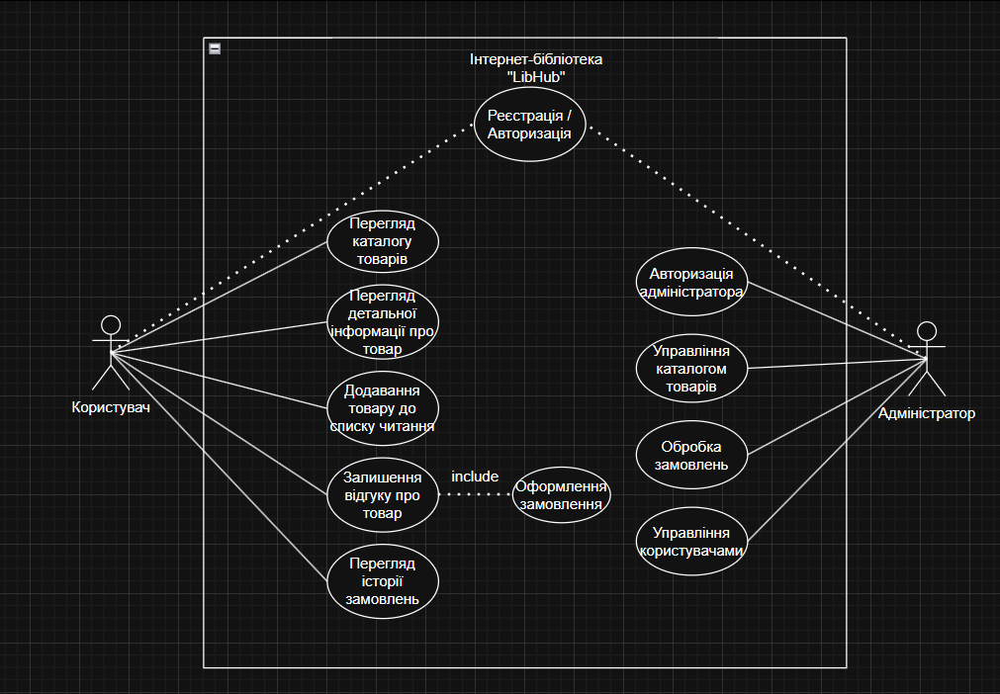 Інтернет-бібліотека
"LibHub"
Реєстрація /
Авторизація
Перегляд
каталогу
товарів
Перегляд
детальної
інформації про
товар
Додавання
товару до
списку читання
Залишення
відгуку про
товар
include
Оформлення
замовлення
Перегляд
історії
замовлень
Авторизація
адміністратора
Управління
каталогом
товарів
Обробка
замовлень
Управління
користувачами
Користувач
Адміністратор